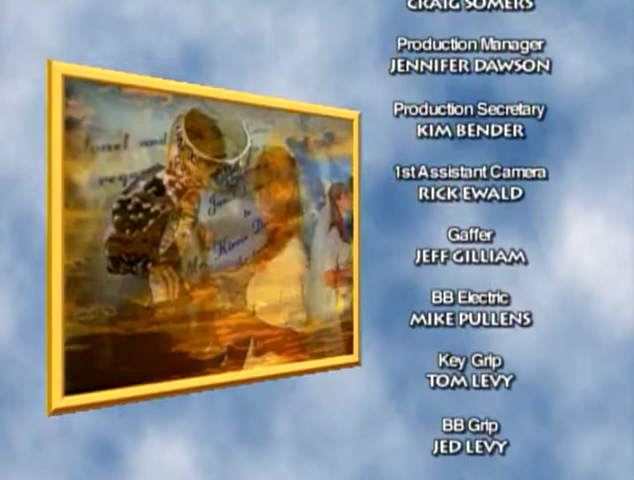 CRAIG SOMERS
Production Manager
JENNIFER DAWSON
Production Secretary
KIM BENDER
1st Assistant Camera
RICK EWALD
Gaffer
JEFF GILLIAM
BB Electric
MIKE PULLENS
Key Grip
TOM LEVY
BB Grip
JED LEVY